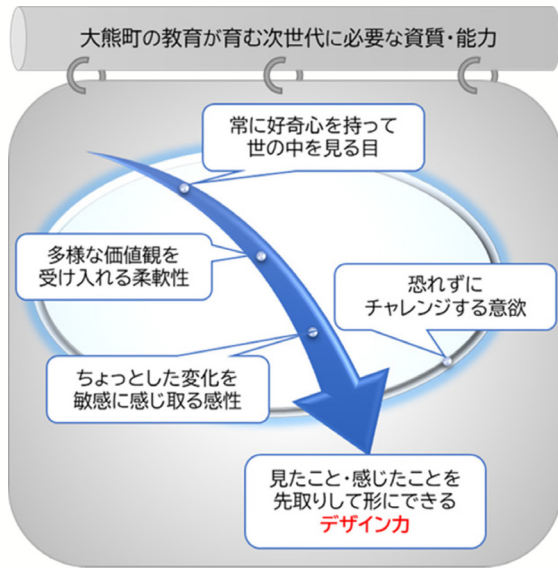 大熊町の教育が育む次世代に必要な資質・能力
常に好奇心を持って
世の中を見る目
多様な価値観を
受け入れる柔軟性
恐れずに
チャレンジする意欲
ちょっとした変化を
敏感に感じ取る感性
見たこと・感じたことを
先取りして形にできる
デザイン力